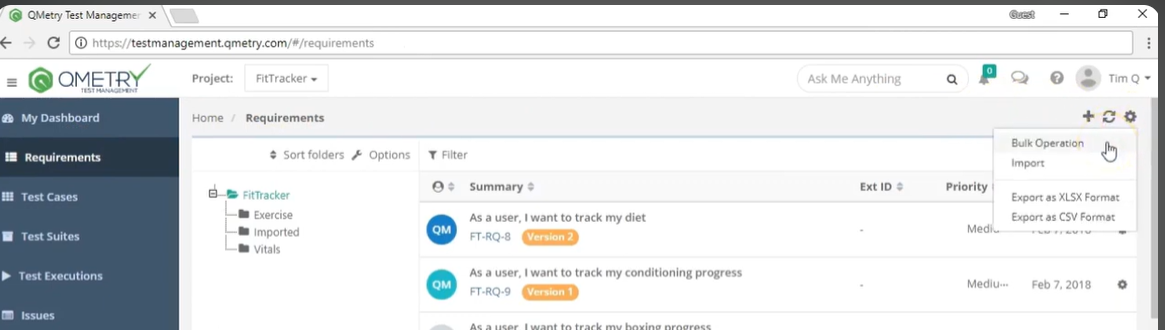 QMetry Test Managemen
Guest
https://testmanagement.qmetry.com/#/requirements
QMETRY
TEST MANAGEMENT
Project: FitTracker
Ask Me Anything
0
Tim Q
My Dashboard
Home / Requirements
Requirements
Sort folders Options Filter
Bulk Operation
Import
Export as XLSX Format
Export as CSV Format
Test Cases
Test Suites
Test Executions
Issues
FitTracker
Exercise
Imported
Vitals
Summary Ext ID Priority
QM As a user, I want to track my diet
FT-RQ-8 Version 2 - Mediu Feb 7, 2018
QM As a user, I want to track my conditioning progress
FT-RQ-9 Version 1 - Mediu... Feb 7, 2018
As a user, I want to track my boxing progress